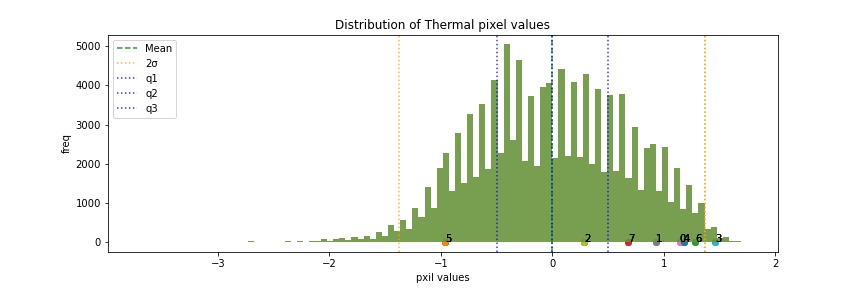 Distribution of Thermal pixel values
5000
4000
3000
2000
1000
0
freq
Mean
2σ
q1
q2
q3
5
2
7
1
0
4
6
3
−3
−2
−1
0
1
2
pxil values